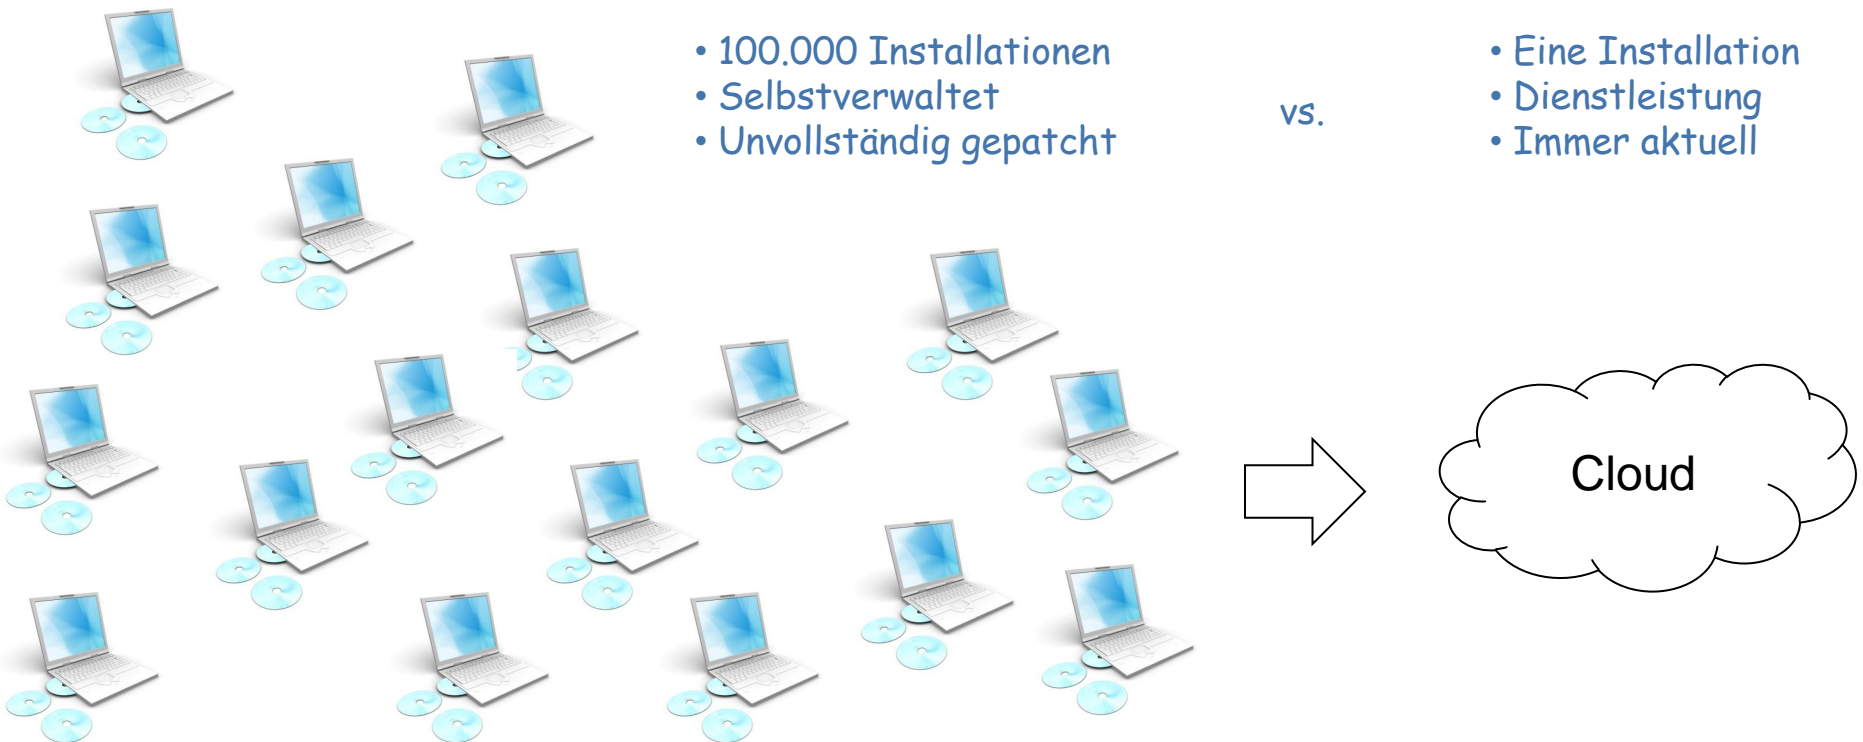 • 100.000 Installationen
• Selbstverwaltet
• Unvollständig gepatcht
vs.
• Eine Installation
• Dienstleistung
• Immer aktuell
Cloud